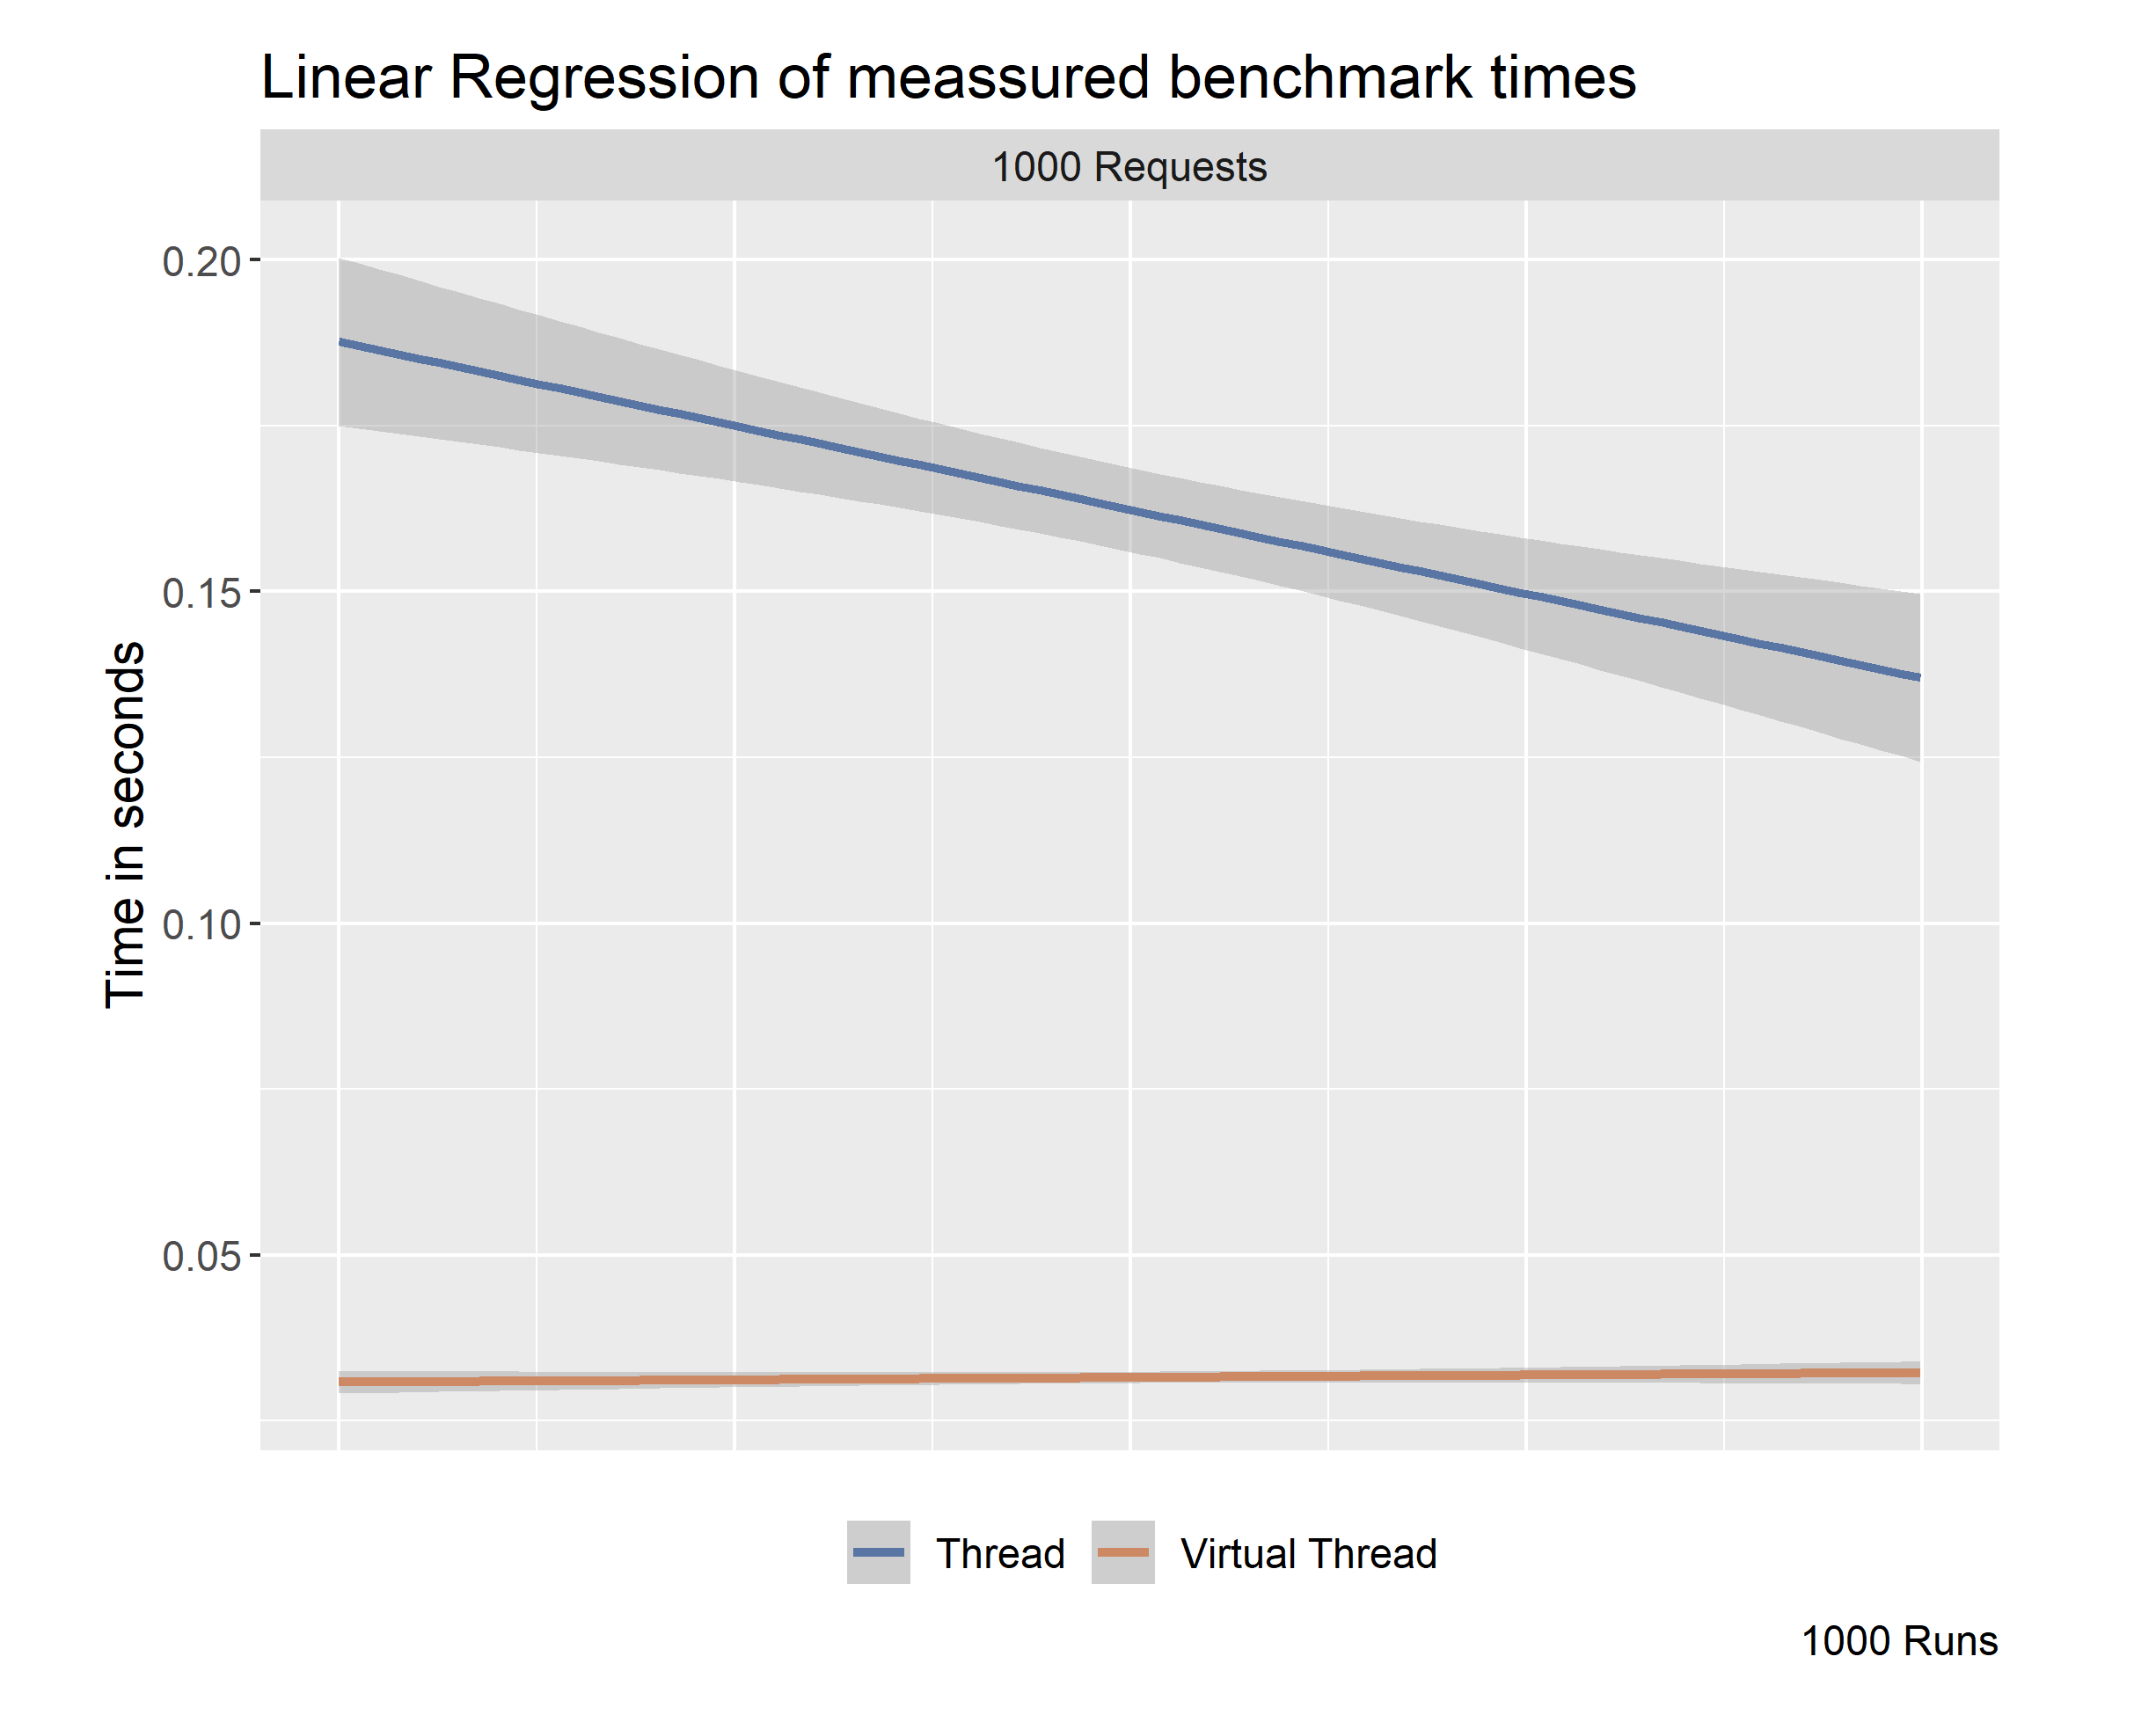 Linear Regression of meassured benchmark times
1000 Requests
Time in seconds
0.20
0.15
0.10
0.05
Thread
Virtual Thread
1000 Runs